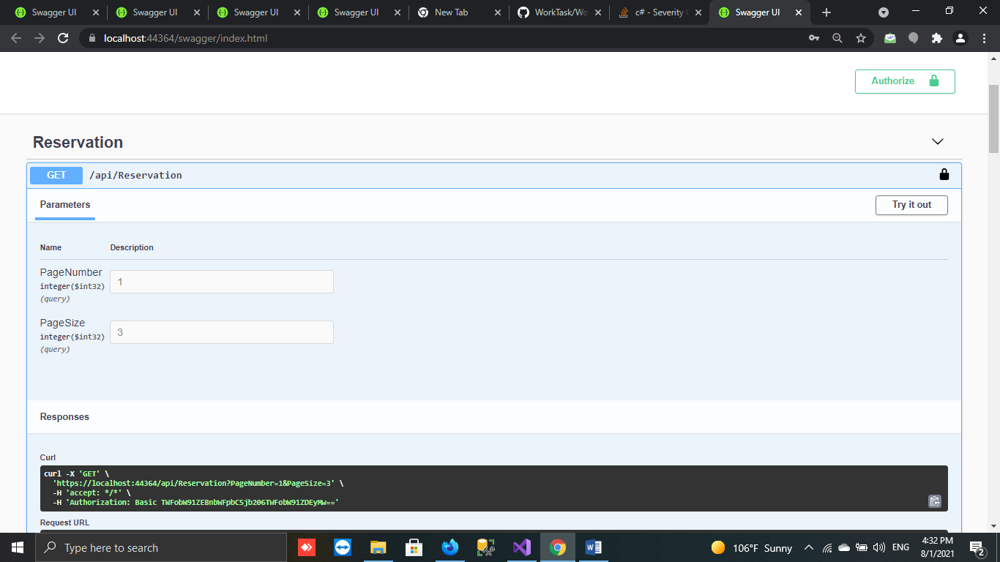 Swagger UI
Swagger UI
Swagger UI
Swagger UI
New Tab
WorkTask/Wo
c# - Severity
Swagger UI
localhost:44364/swagger/index.html
Authorize
Reservation
GET /api/Reservation
Parameters
Try it out
Name Description
PageNumber
integer($int32)
(query)
1
PageSize
integer($int32)
(query)
3
Responses
Curl
curl -X 'GET' \
'https://localhost:44364/api/Reservation?PageNumber=1&PageSize=3' \
-H 'accept: */*' \
-H 'Authorization: Basic TWFobW91ZEBnbWFpbC5jb206TWFobW91ZDEyMw=='
Request URL
Type here to search
106°F Sunny
ENG
4:32 PM
8/1/2021
2